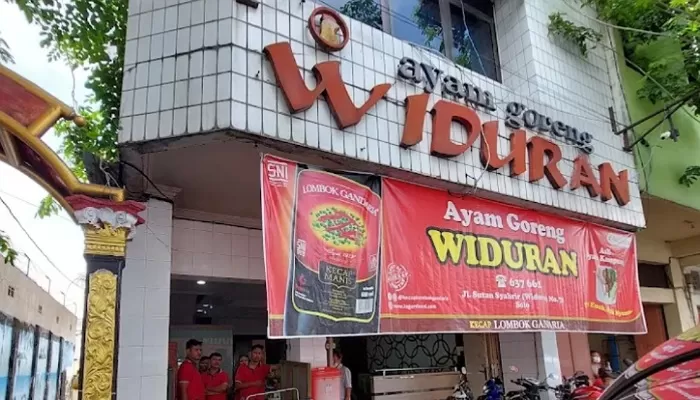 ayam goreng
WIDURAN
SNI
LOMBOK GANDARIA
KECAP
MANIS
Ayam Goreng
WIDURAN
☎ 637 661
Jl. Sutan Syahrir (Widuran No. 7)
Solo
KECAP LOMBOK GANDARIA